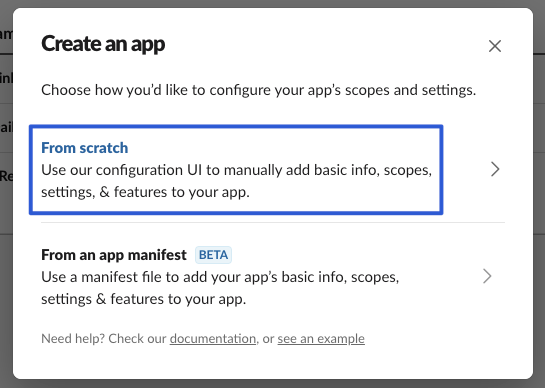 Create an app
Choose how you'd like to configure your app's scopes and settings.
From scratch
Use our configuration UI to manually add basic info, scopes,
settings, & features to your app.
From an app manifest BETA
Use a manifest file to add your app's basic info, scopes,
settings & features to your app.
Need help? Check our documentation, or see an example